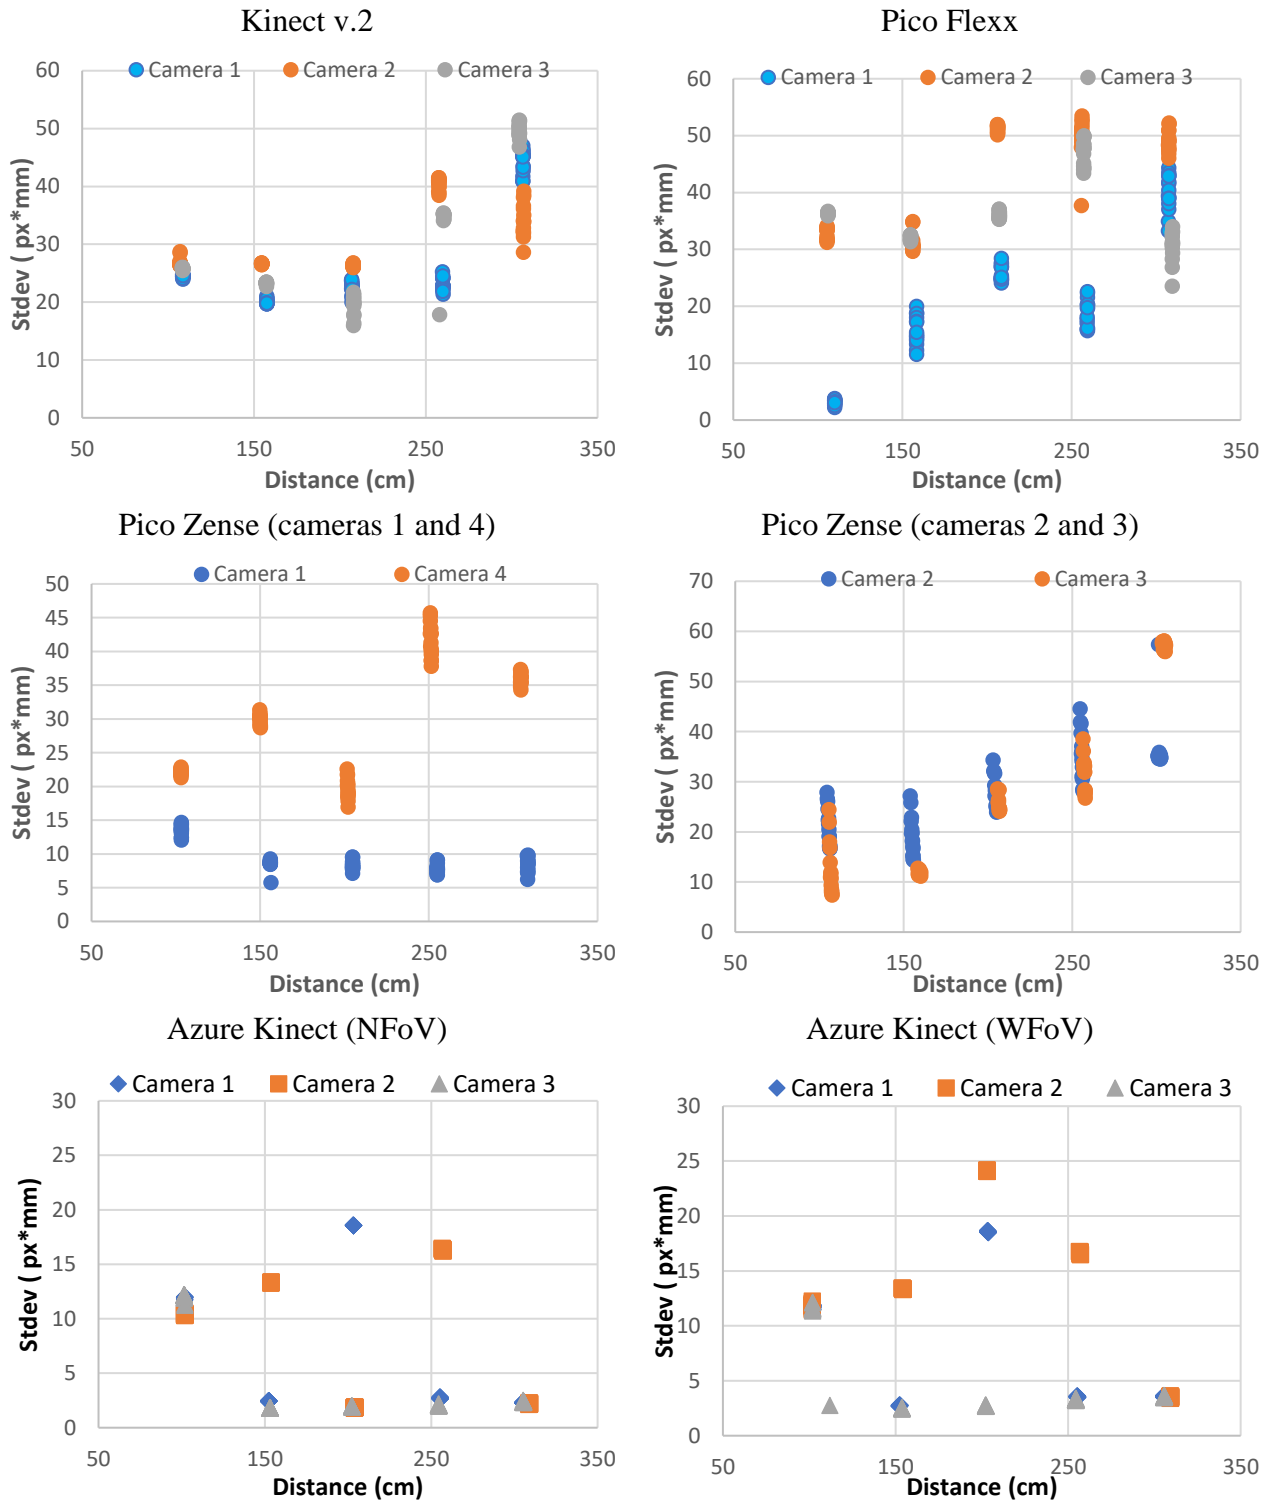 Kinect v.2
Camera 1 Camera 2 Camera 3
60
50
40
30
20
10
0
50 150 250 350
Stdev ( px*mm)
Distance (cm)
Pico Flexx
Camera 1 Camera 2 Camera 3
60
50
40
30
20
10
0
50 150 250 350
Stdev ( px*mm)
Distance (cm)
Pico Zense (cameras 1 and 4)
Camera 1 Camera 4
50
45
40
35
30
25
20
15
10
5
0
50 150 250 350
Stdev ( px*mm)
Distance (cm)
Pico Zense (cameras 2 and 3)
Camera 2 Camera 3
70
60
50
40
30
20
10
0
50 150 250 350
Stdev ( px*mm)
Distance (cm)
Azure Kinect (NFoV)
Camera 1 Camera 2 Camera 3
30
25
20
15
10
5
0
50 150 250 350
Stdev ( px*mm)
Distance (cm)
Azure Kinect (WFoV)
Camera 1 Camera 2 Camera 3
30
25
20
15
10
5
0
50 150 250 350
Stdev ( px*mm)
Distance (cm)